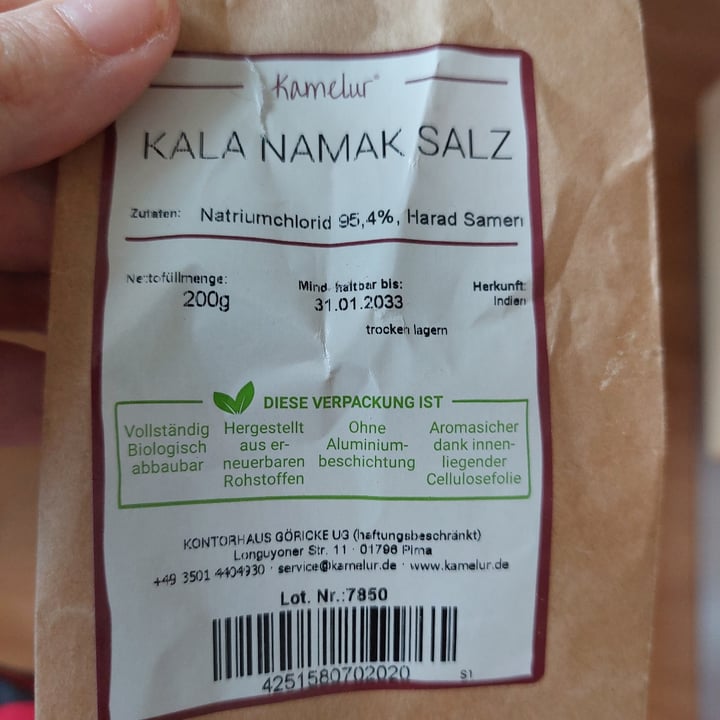 Kamelur®
KALA NAMAK SALZ
Zutaten: Natriumchlorid 95,4%, Harad Samen
Nettofüllmenge:
200g
Mind. haltbar bis:
31.01.2033
trocken lagern
Herkunft:
Indien
DIESE VERPACKUNG IST
Vollständig
Biologisch
abbaubar
Hergestellt
aus er-
neuerbaren
Rohstoffen
Ohne
Aluminium-
beschichtung
Aromasicher
dank innen-
liegender
Cellulosefolie
KONTORHAUS GÖRICKE UG (haftungsbeschränkt)
Longuyoner Str. 11 · 01796 Pirna
+49 3501 4404930 · service@kamelur.de · www.kamelur.de
Lot. Nr.:7850
4251580702020
S1